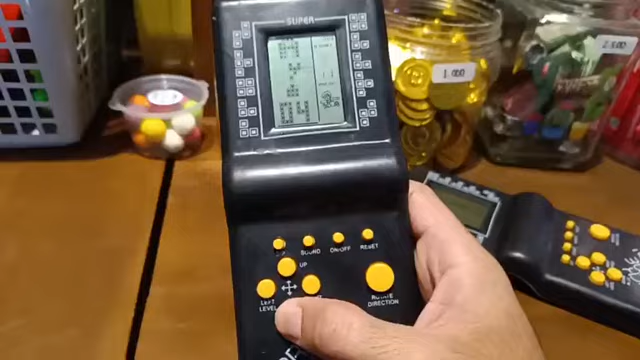 SUPER
1.000
2.000
SOUND
ON/OFF
RESET
UP
LEFT
LEVEL
ROTATE
DIRECTION